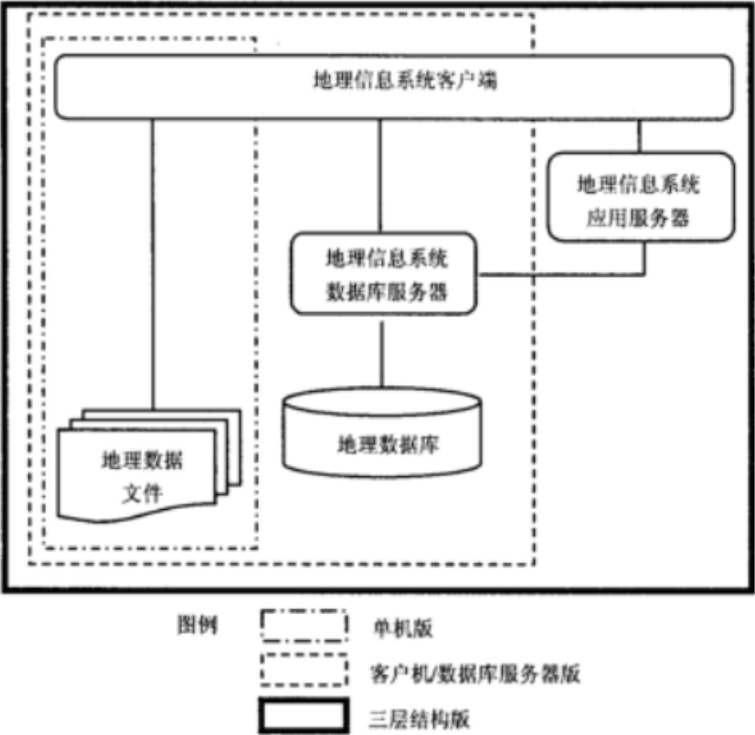 地理信息系统客户端
地理信息系统
应用服务器
地理信息系统
数据库服务器
地理数据库
地理数据
文件
图例
单机版
客户机/数据库服务器版
三层结构版